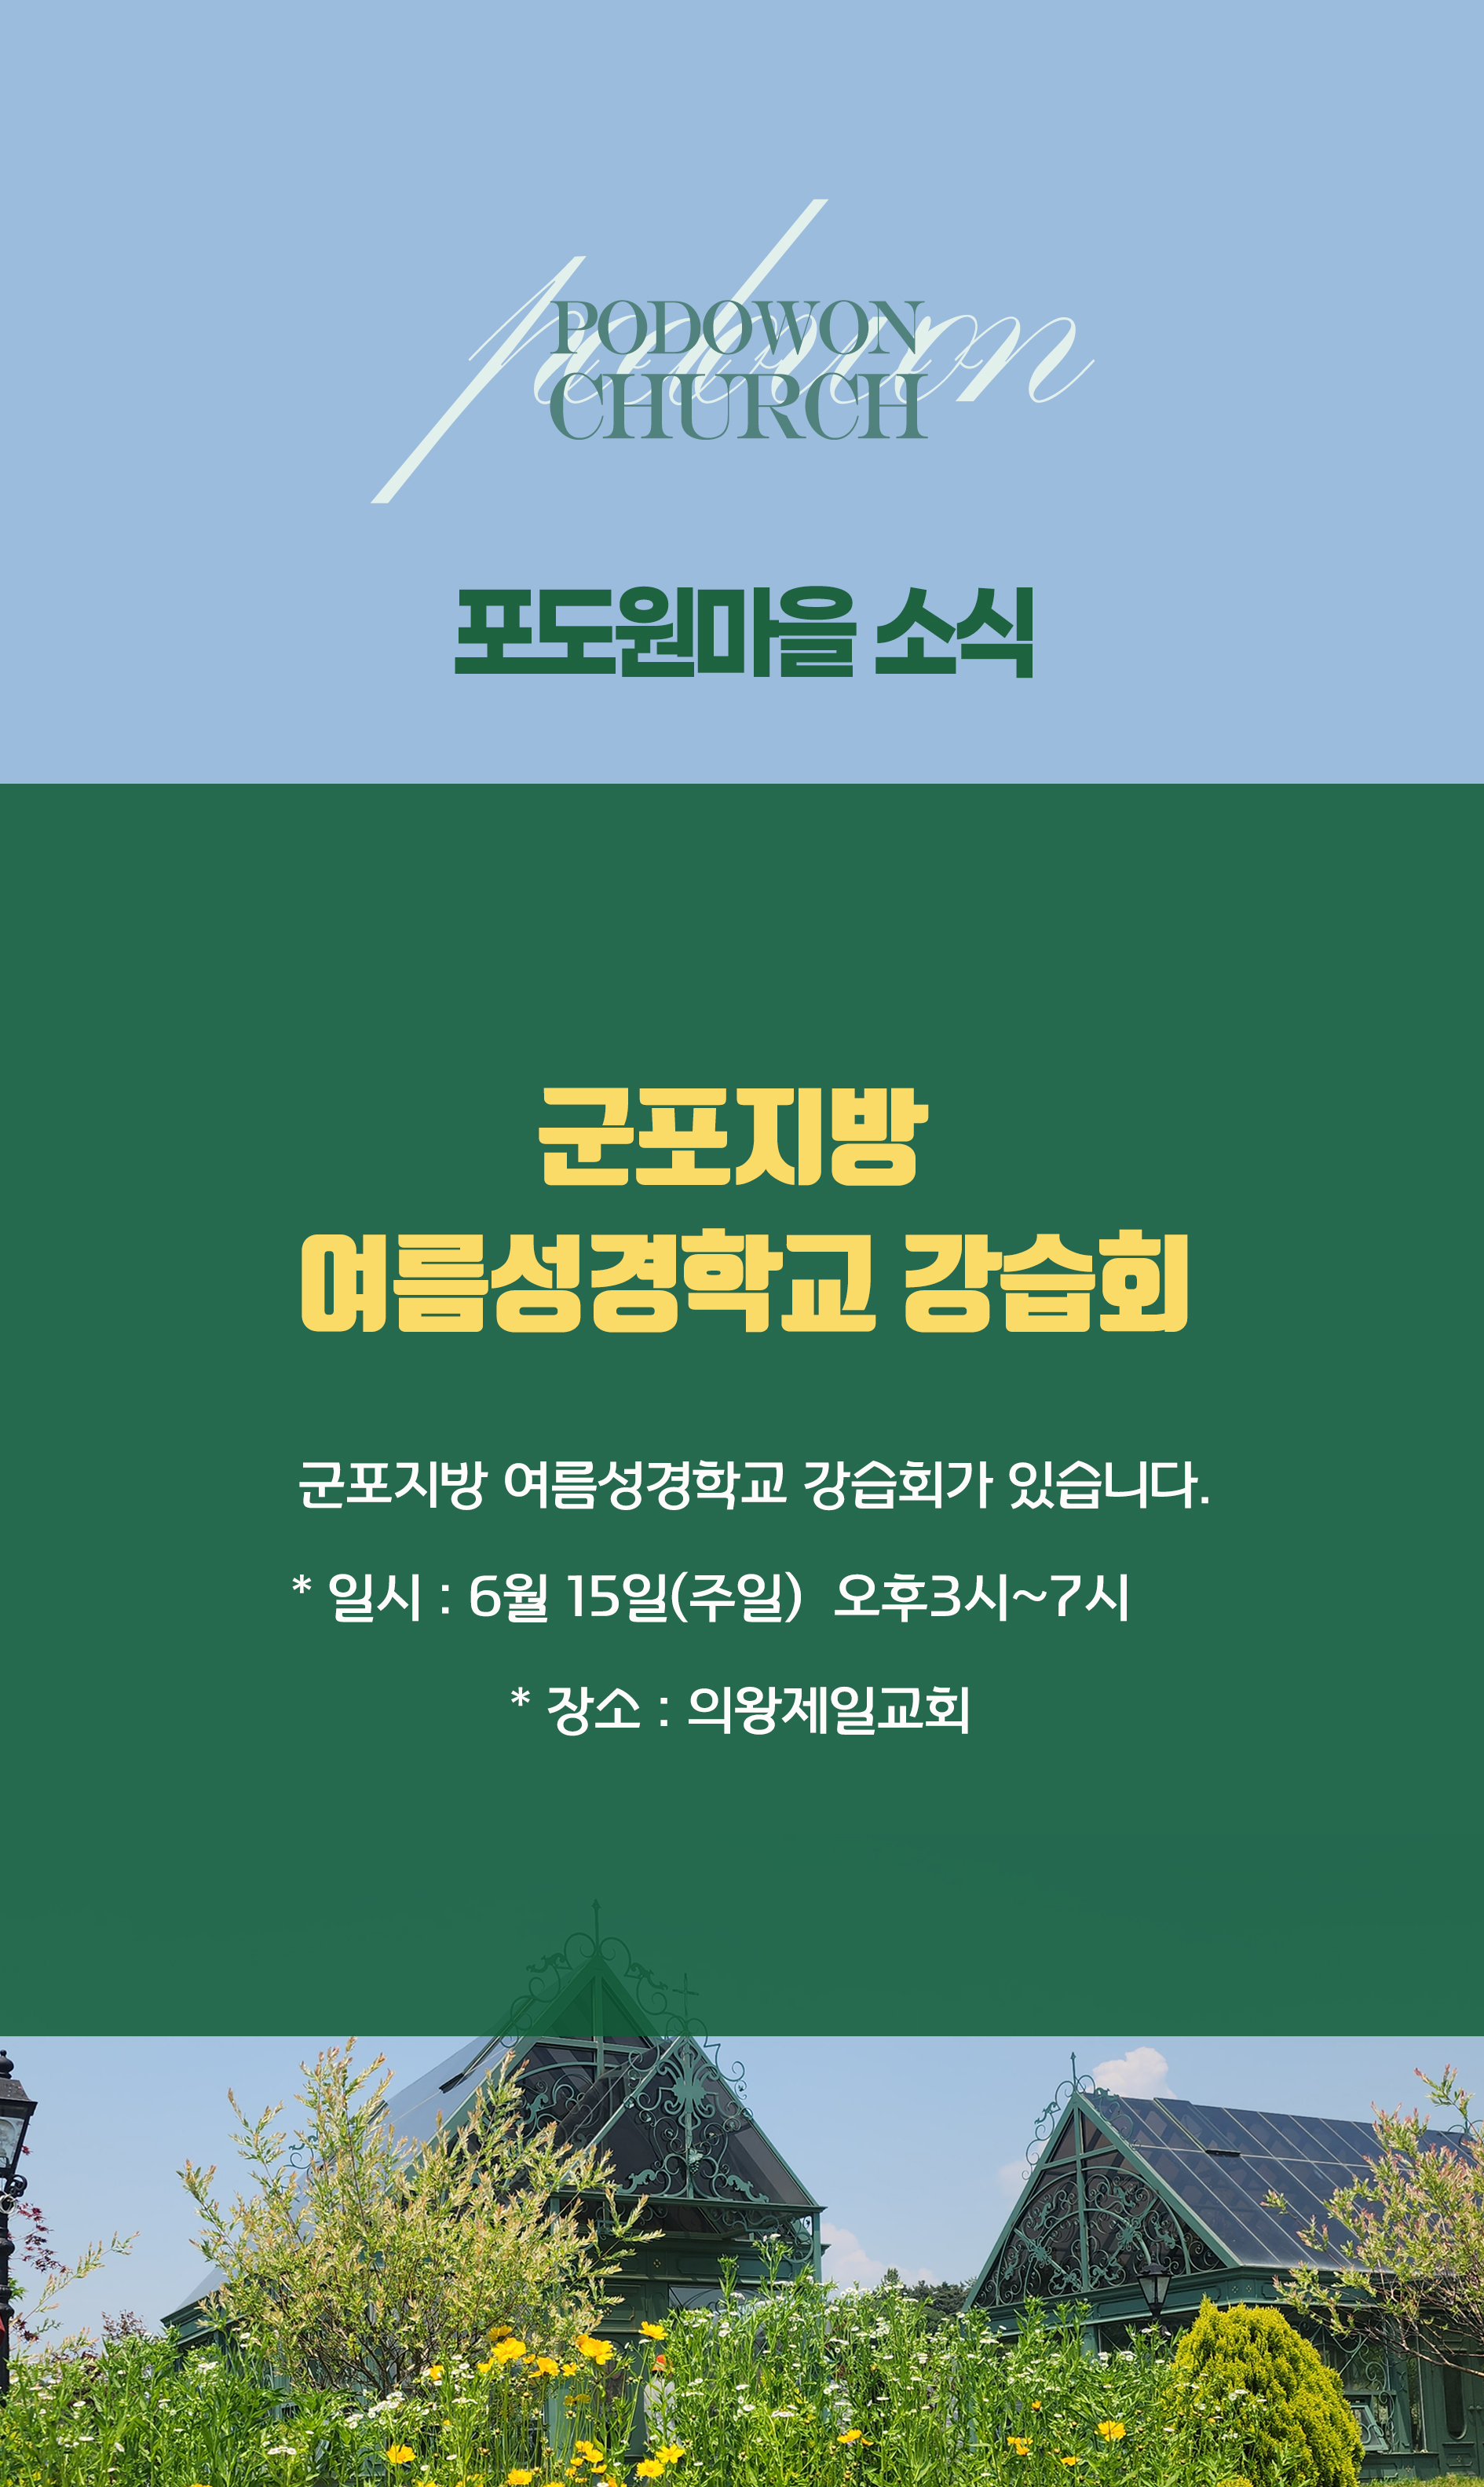 podowon
PODOWON
CHURCH
포도원마을 소식
군포지방
여름성경학교 강습회
군포지방 여름성경학교 강습회가 있습니다.
* 일시 : 6월 15일(주일) 오후3시~7시
* 장소 : 의왕제일교회